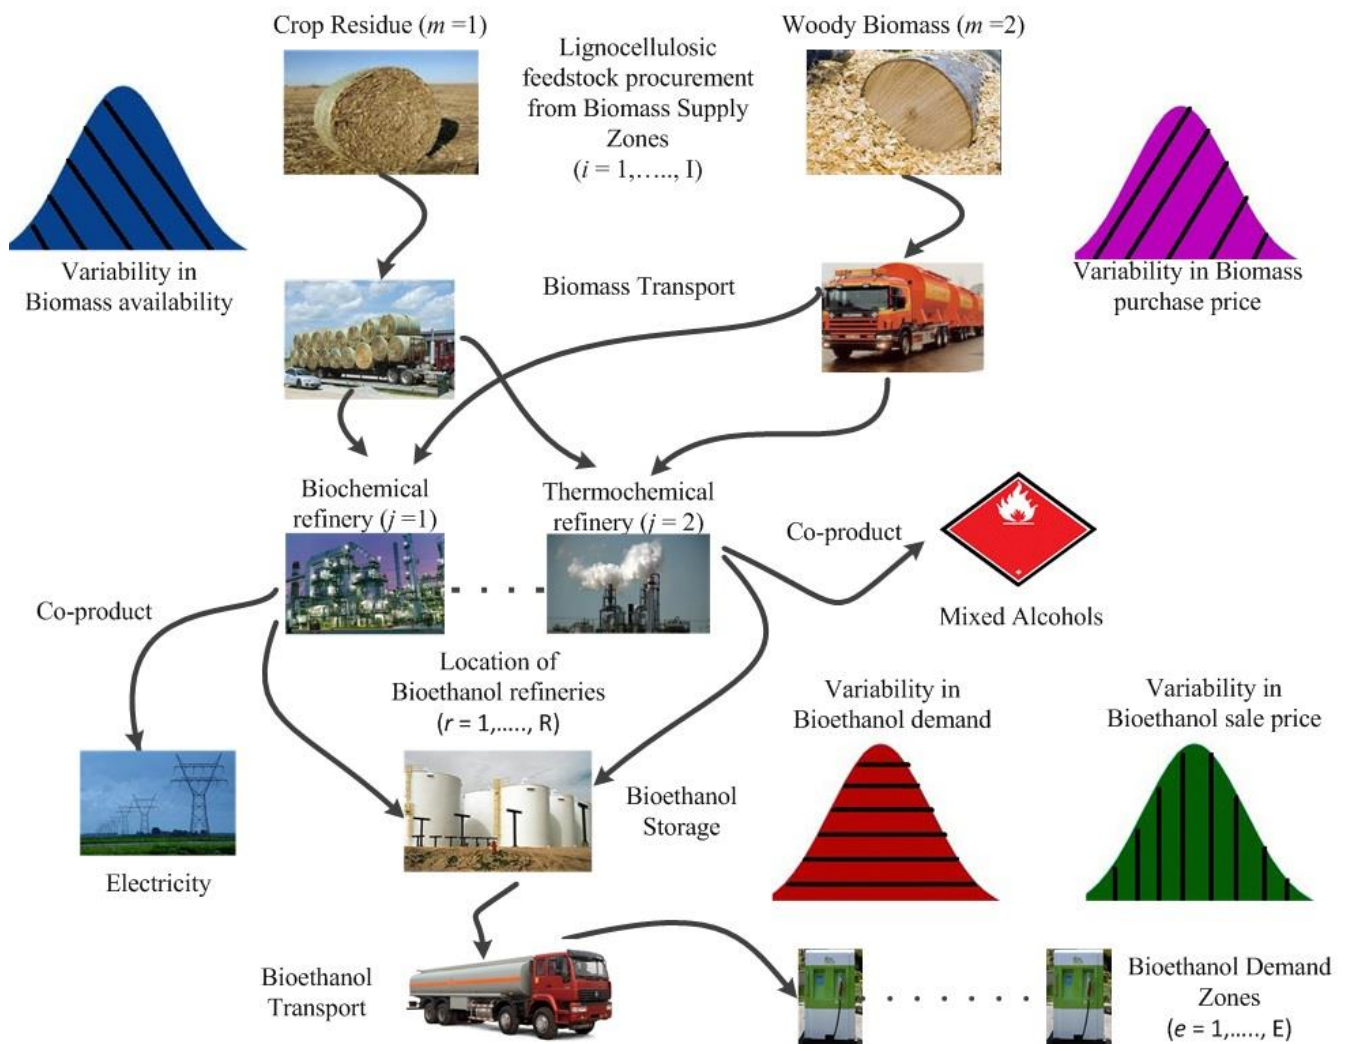 Crop Residue (m =1)
Woody Biomass (m =2)
Lignocellulosic
feedstock procurement
from Biomass Supply
Zones
(i = 1,….., I)
Variability in
Biomass availability
Biomass Transport
Variability in Biomass
purchase price
Biochemical
refinery (j =1)
Thermochemical
refinery (j = 2)
Co-product
Mixed Alcohols
Co-product
Location of
Bioethanol refineries
(r = 1,....., R)
Variability in
Bioethanol demand
Variability in
Bioethanol sale price
Electricity
Bioethanol
Storage
Bioethanol
Transport
Bioethanol Demand
Zones
(e = 1,....., E)